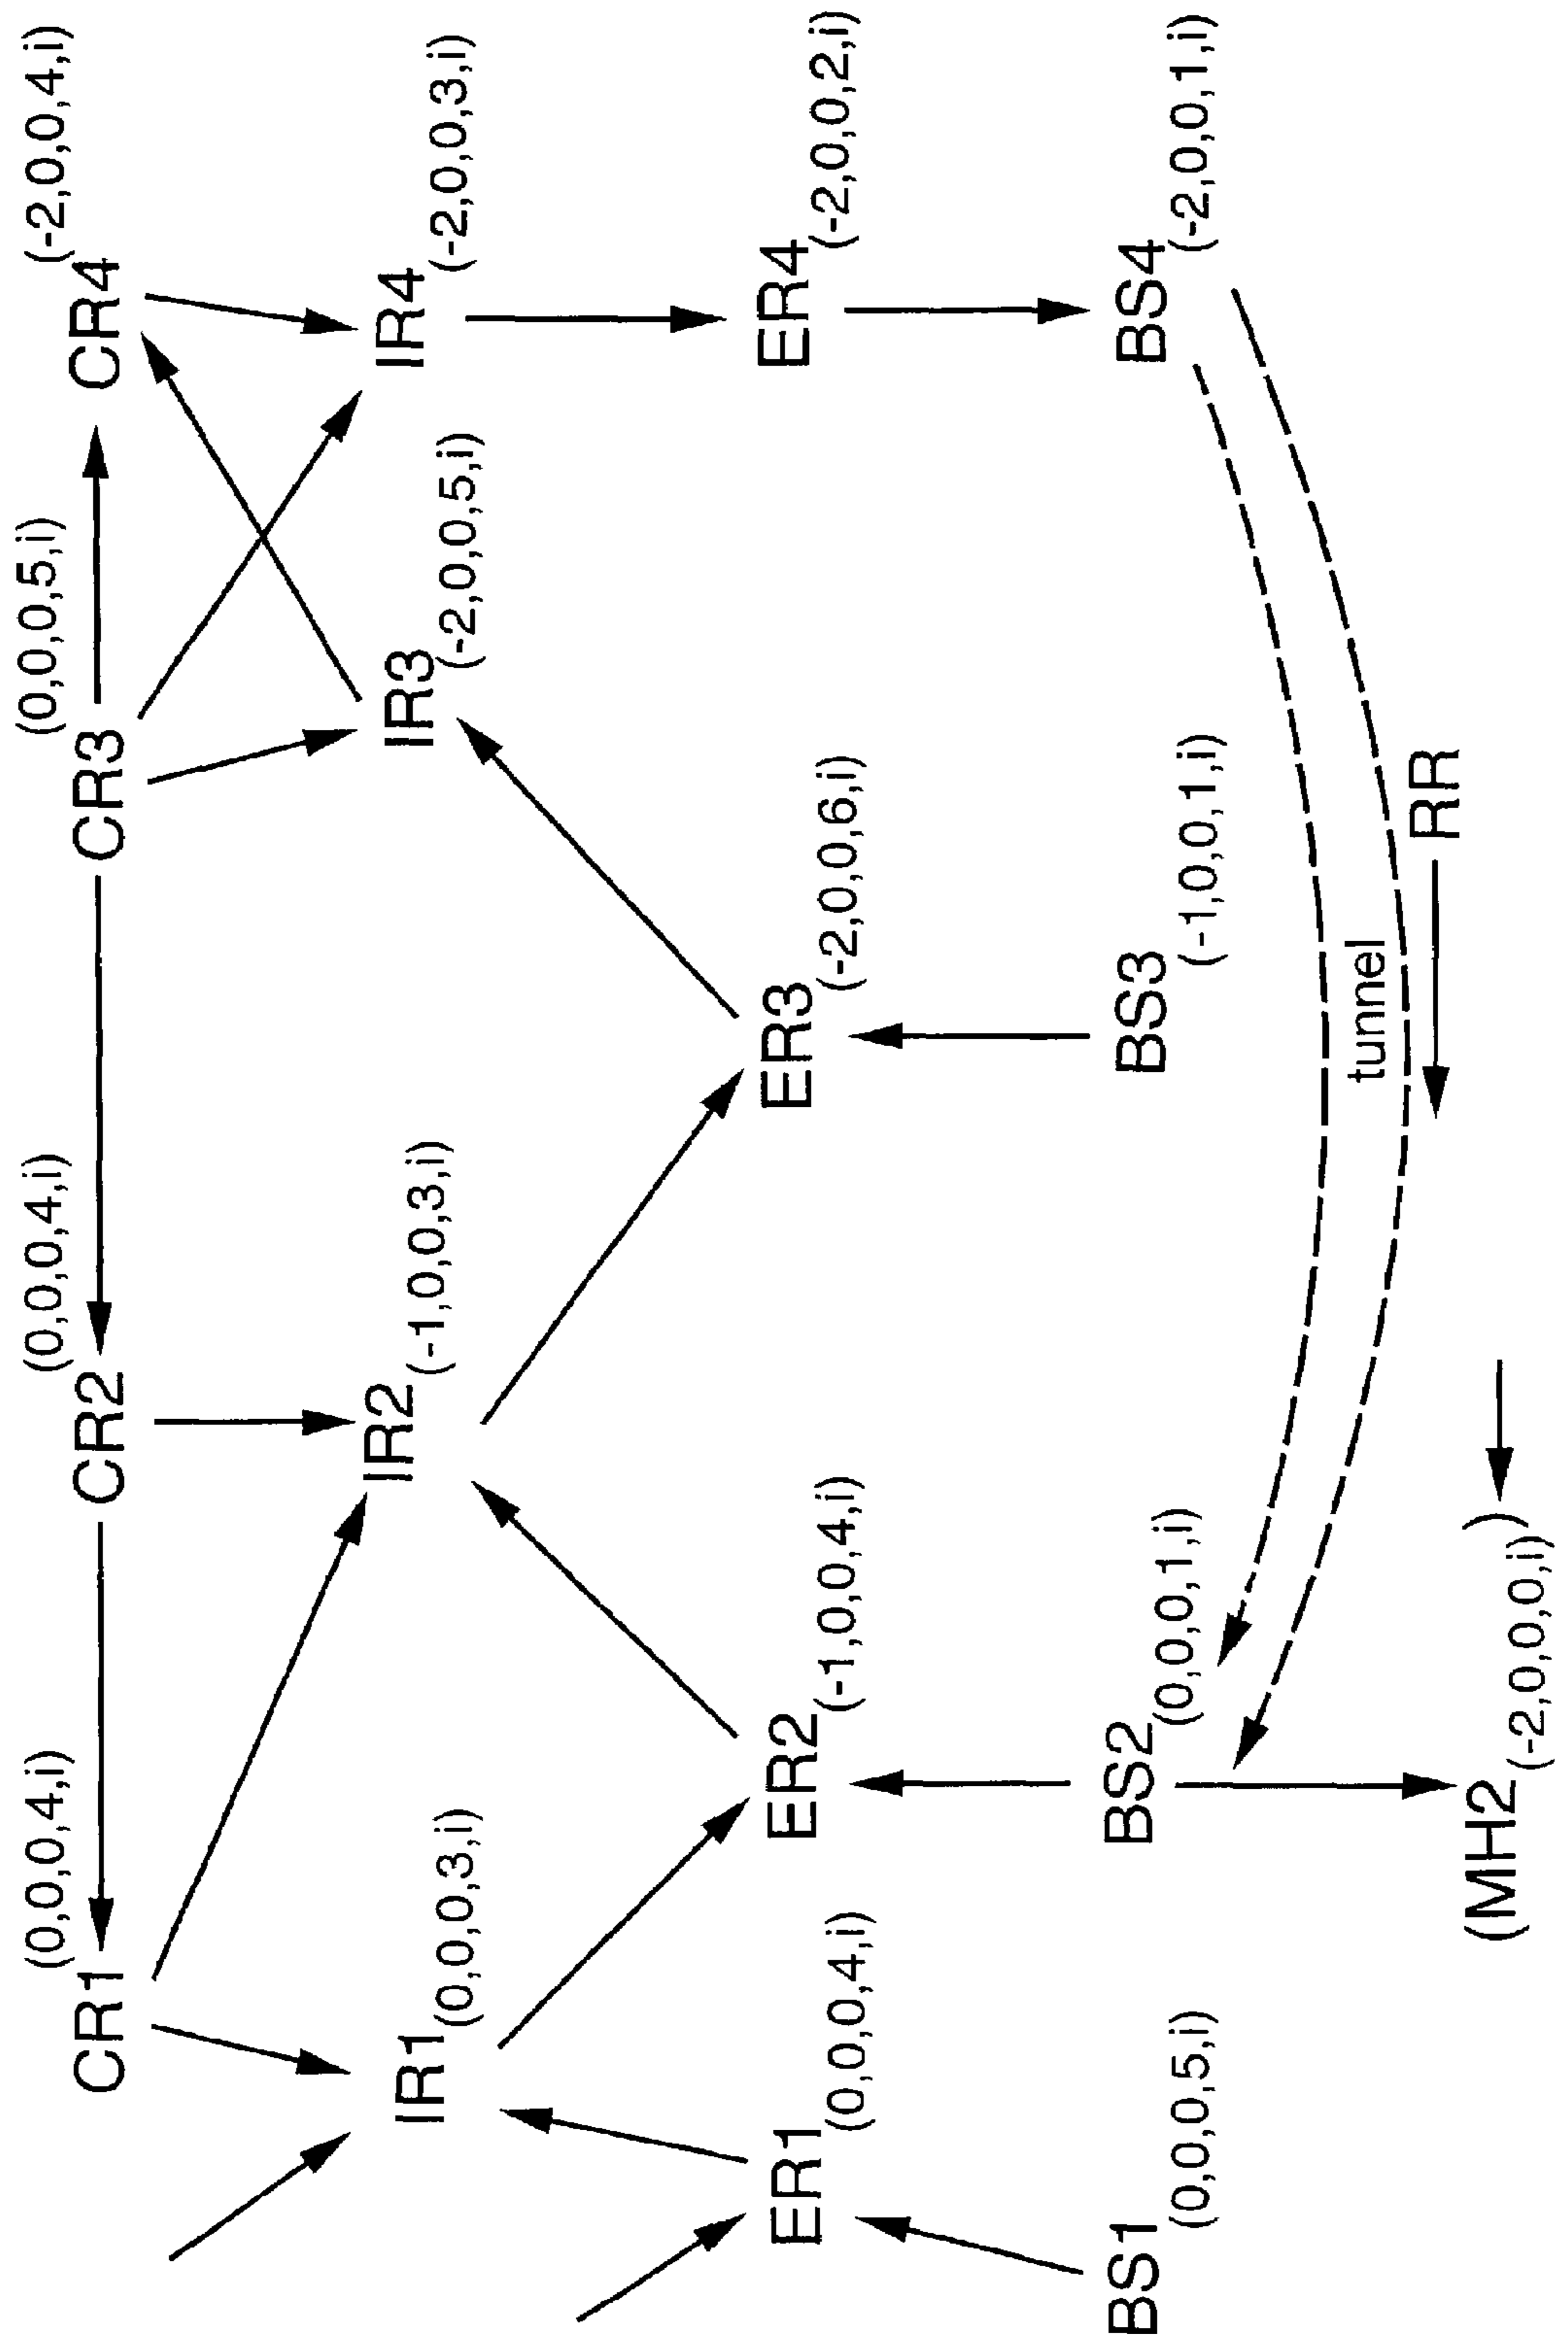 CR1
(0,0,0,4,i)
CR2
(0,0,0,4,i)
CR3
(0,0,0,5,i)
CR4
(-2,0,0,4,i)
IR1
(0,0,0,3,i)
IR2
(-1,0,0,3,i)
IR3
(-2,0,0,5,i)
IR4
(-2,0,0,3,i)
ER1
(0,0,0,4,i)
ER2
(-1,0,0,4,i)
ER3
(-2,0,0,6,i)
ER4
(-2,0,0,2,i)
BS1
(0,0,0,5,i)
BS2
(0,0,0,1,i)
BS3
(-1,0,0,1,i)
BS4
(-2,0,0,1,i)
tunnel
RR
(MH2
(-2,0,0,0,i)
)